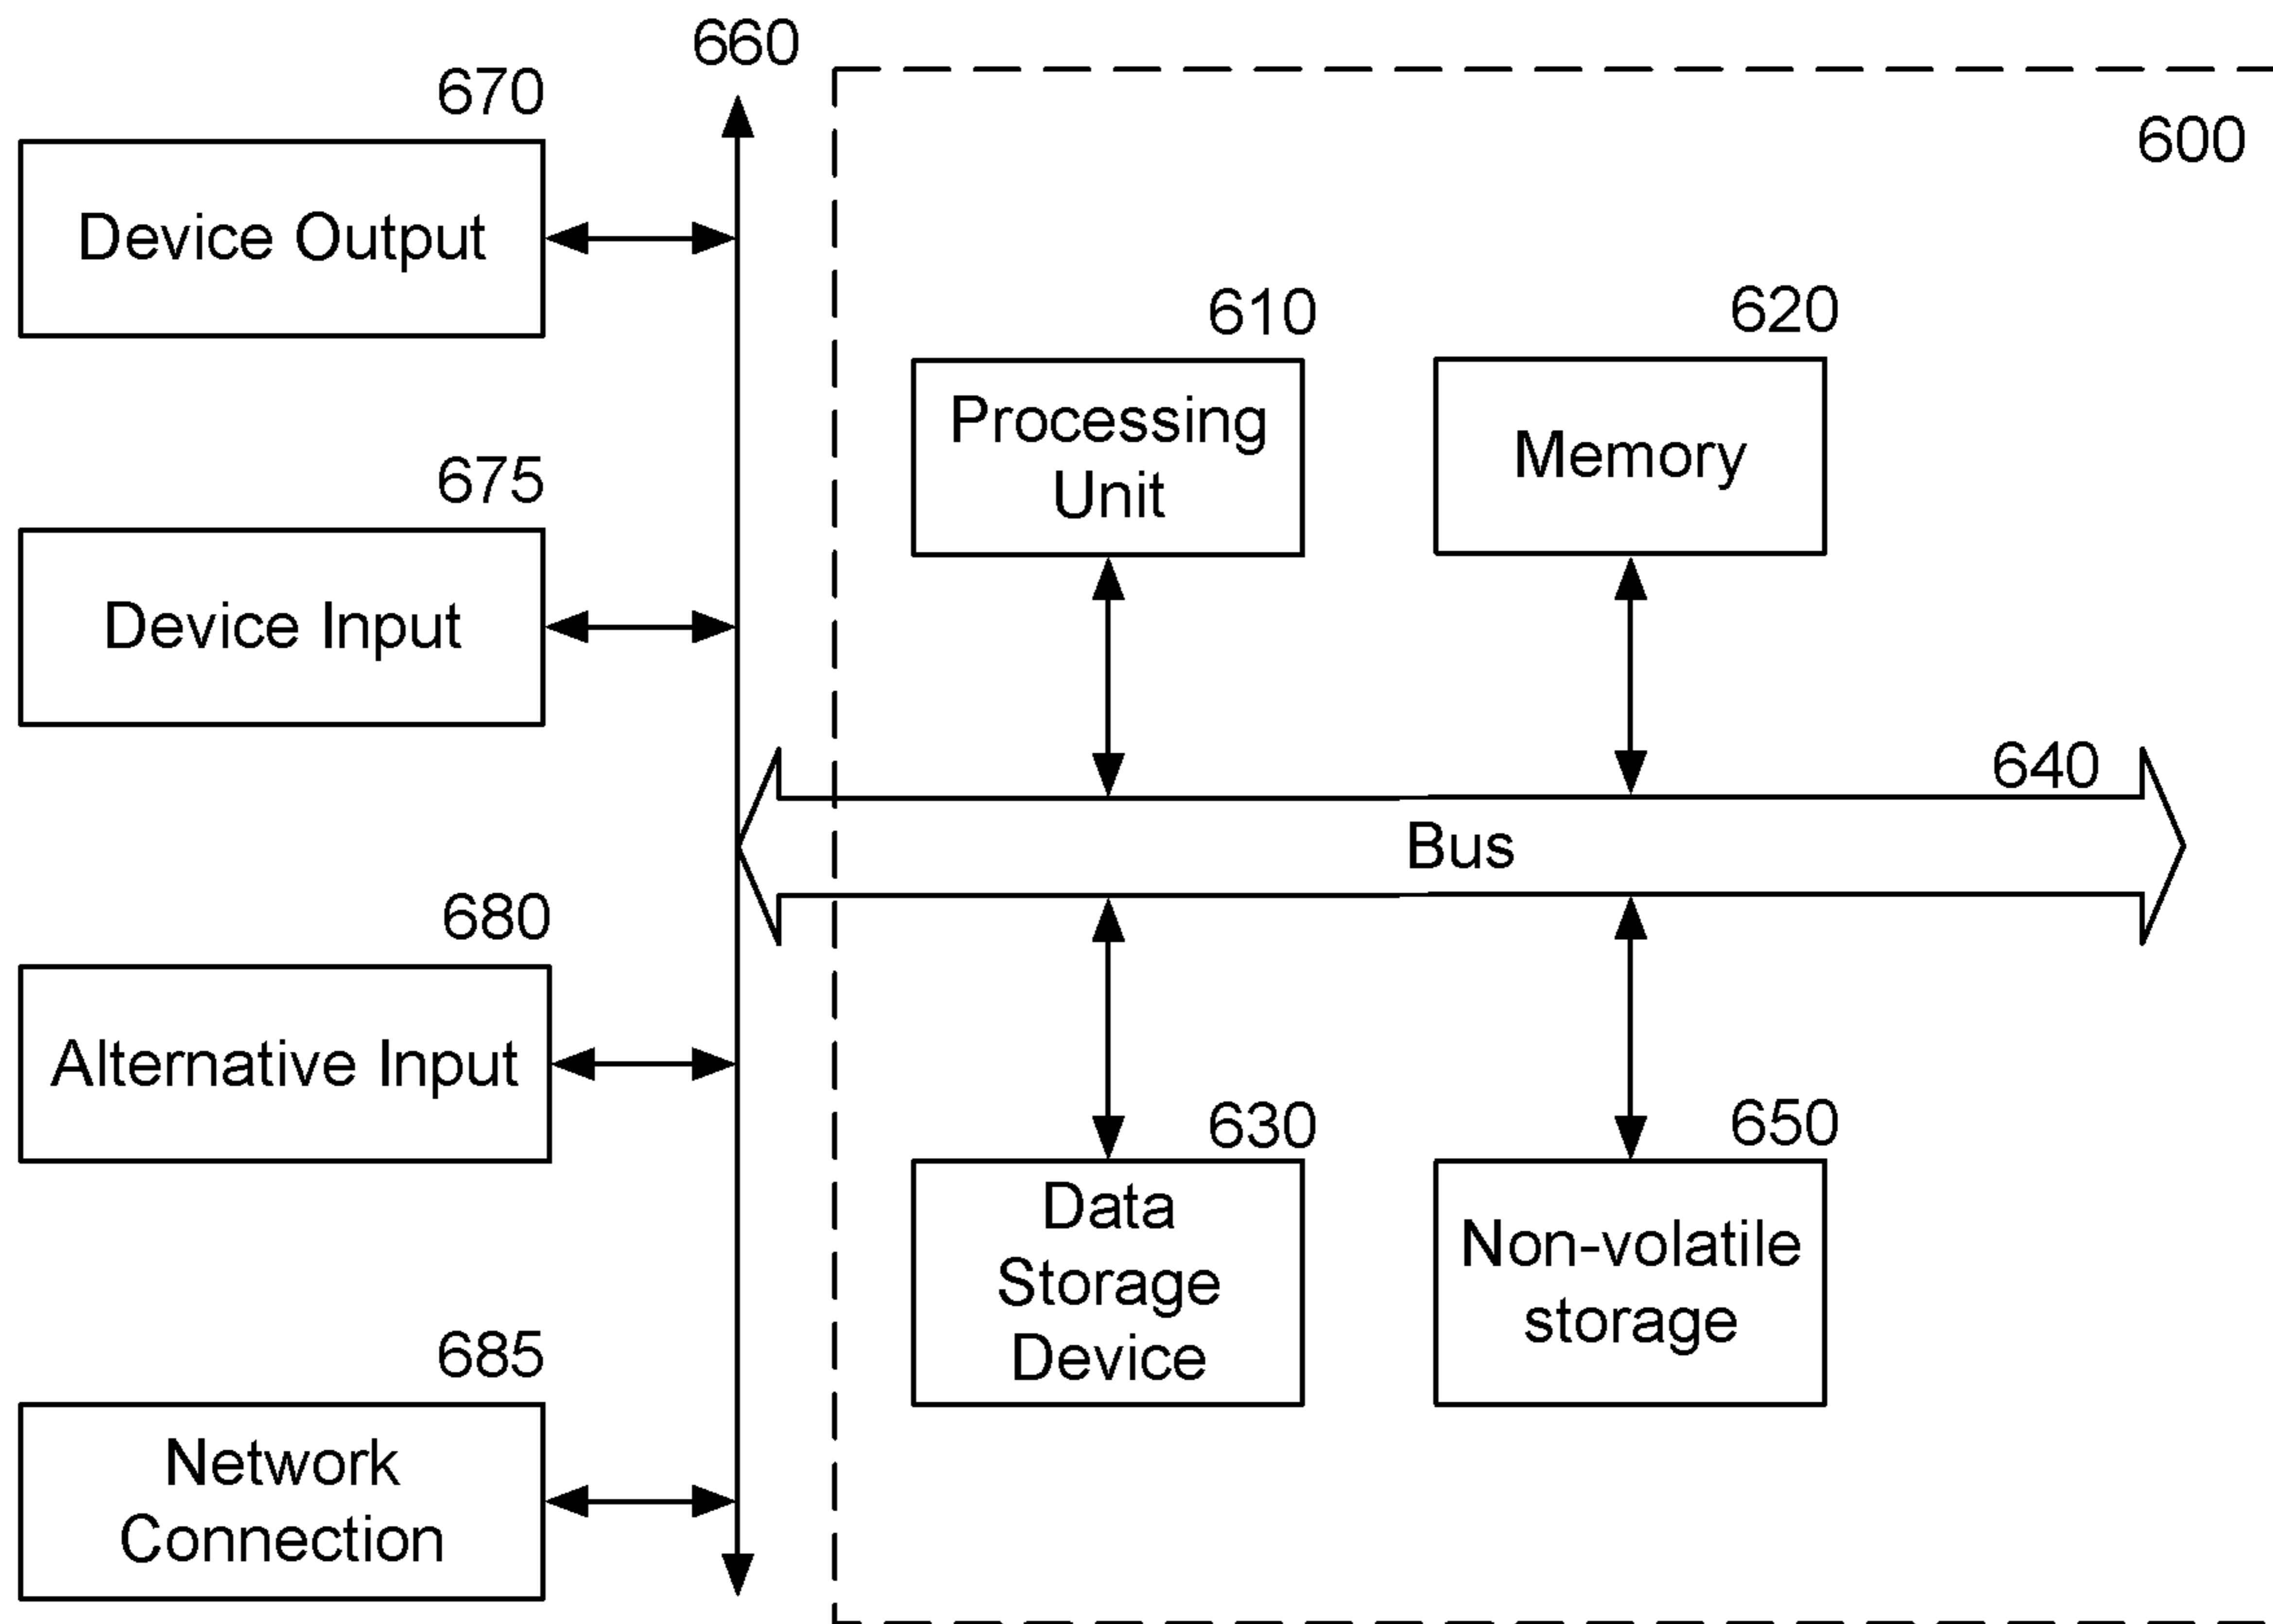 660
670
600
Device Output
610
620
Processing
Unit
Memory
675
Device Input
640
Bus
680
Alternative Input
630
650
Data
Storage
Device
Non-volatile
storage
685
Network
Connection